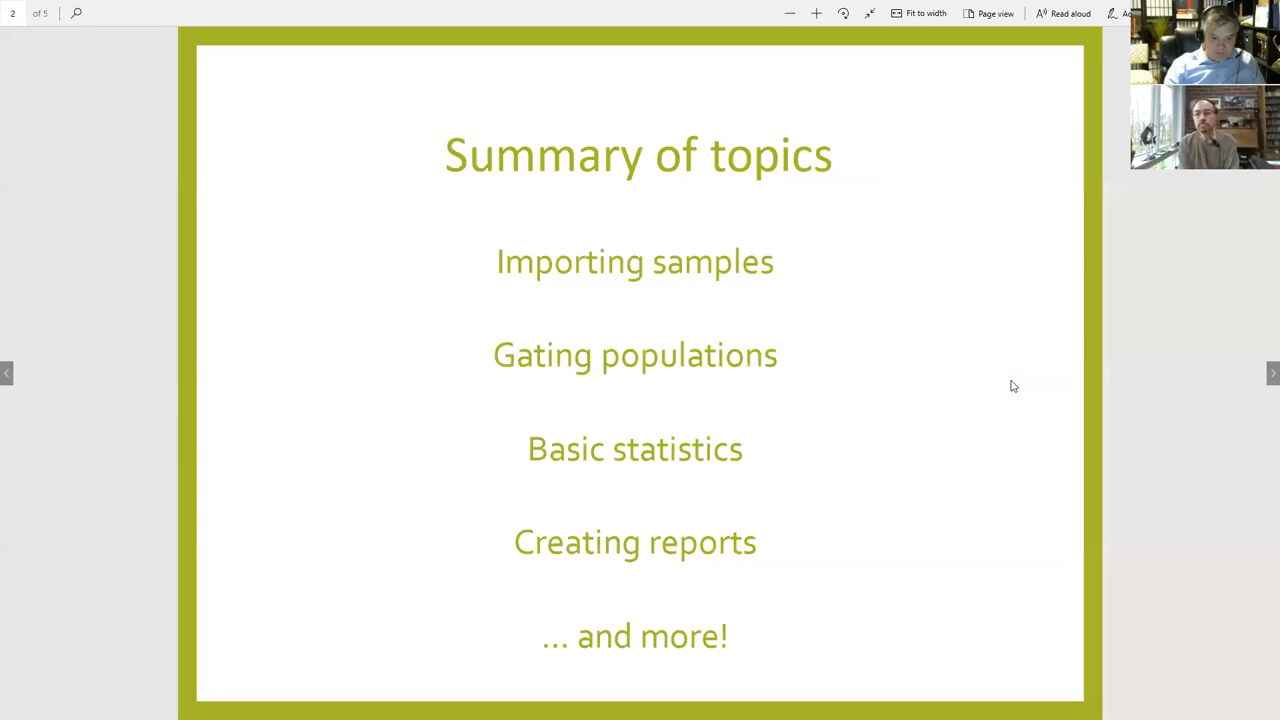 2 of 5
Fit to width
Page view
Read aloud
Summary of topics
Importing samples
Gating populations
Basic statistics
Creating reports
... and more!